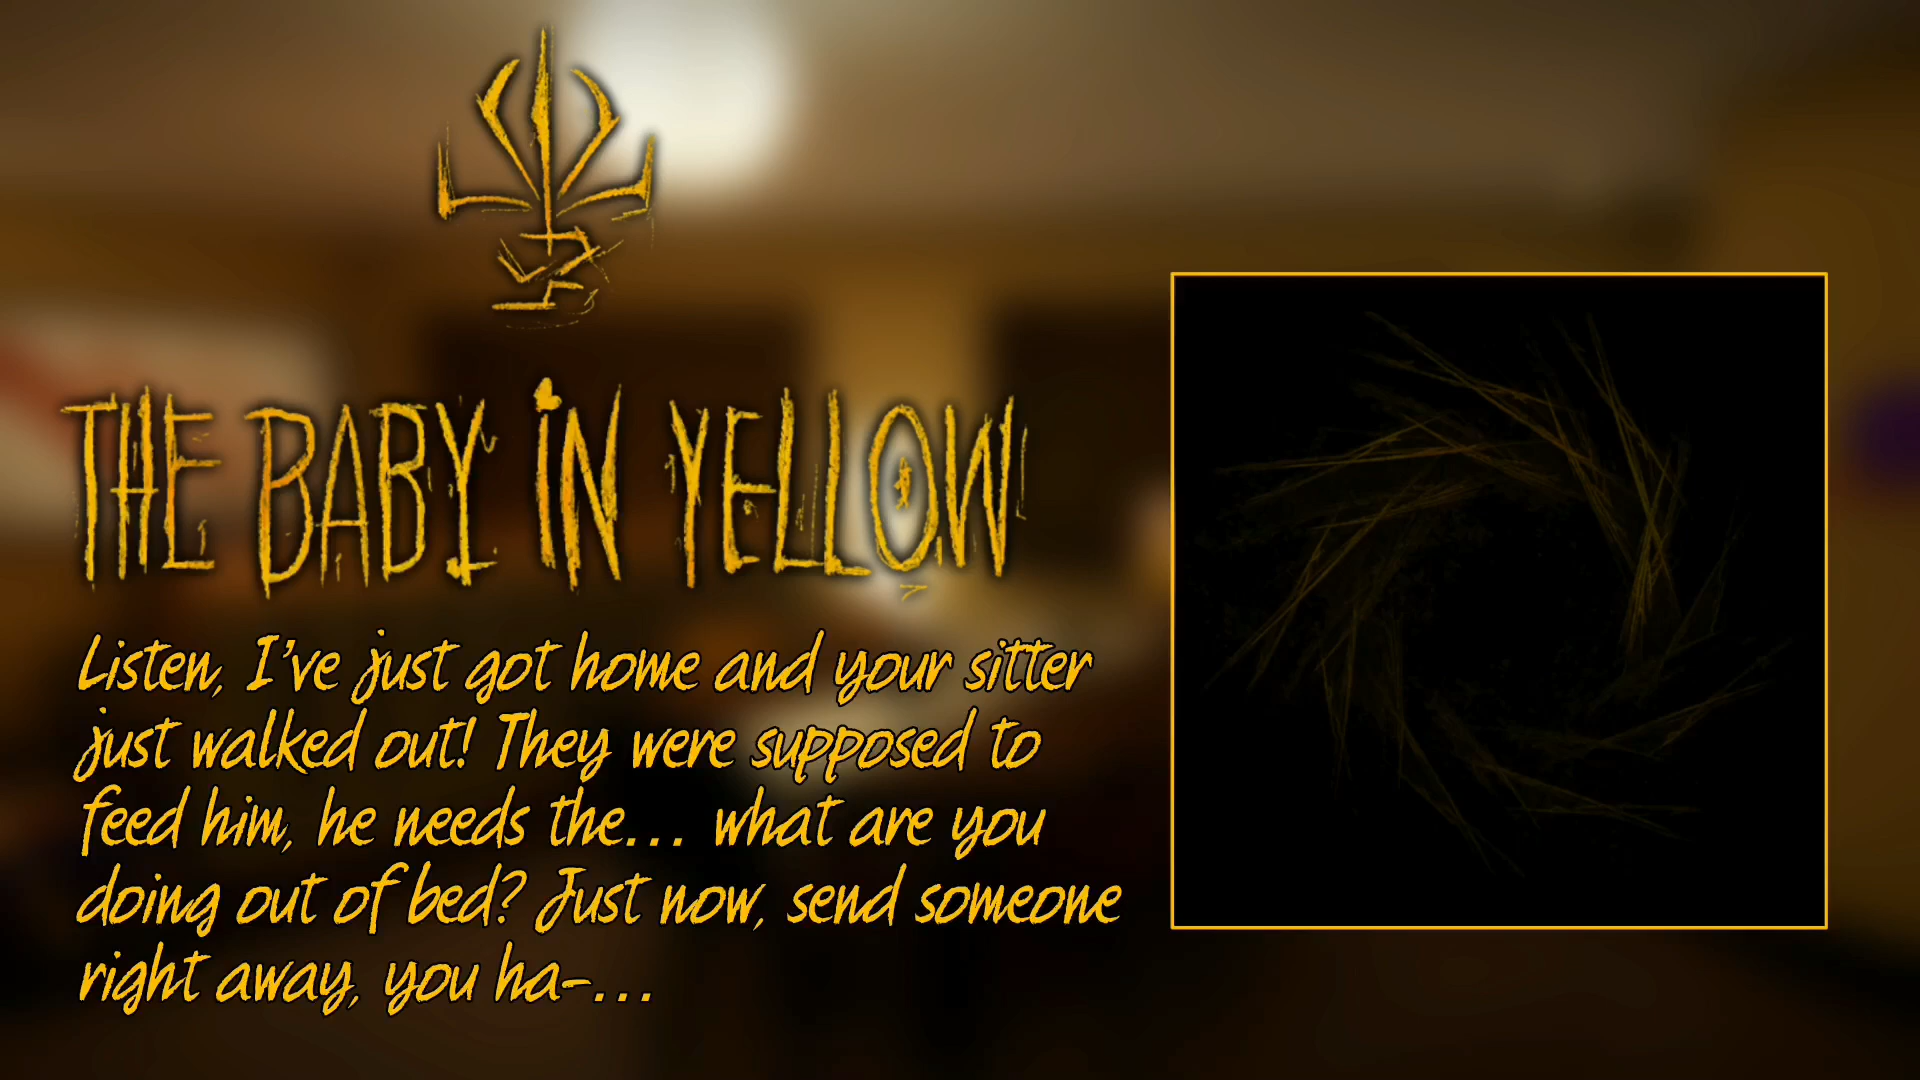 THE BABY IN YELLOW
Listen, I've just got home and your sitter
just walked out! They were supposed to
feed him, he needs the... what are you
doing out of bed? Just now, send someone
right away, you ha-...